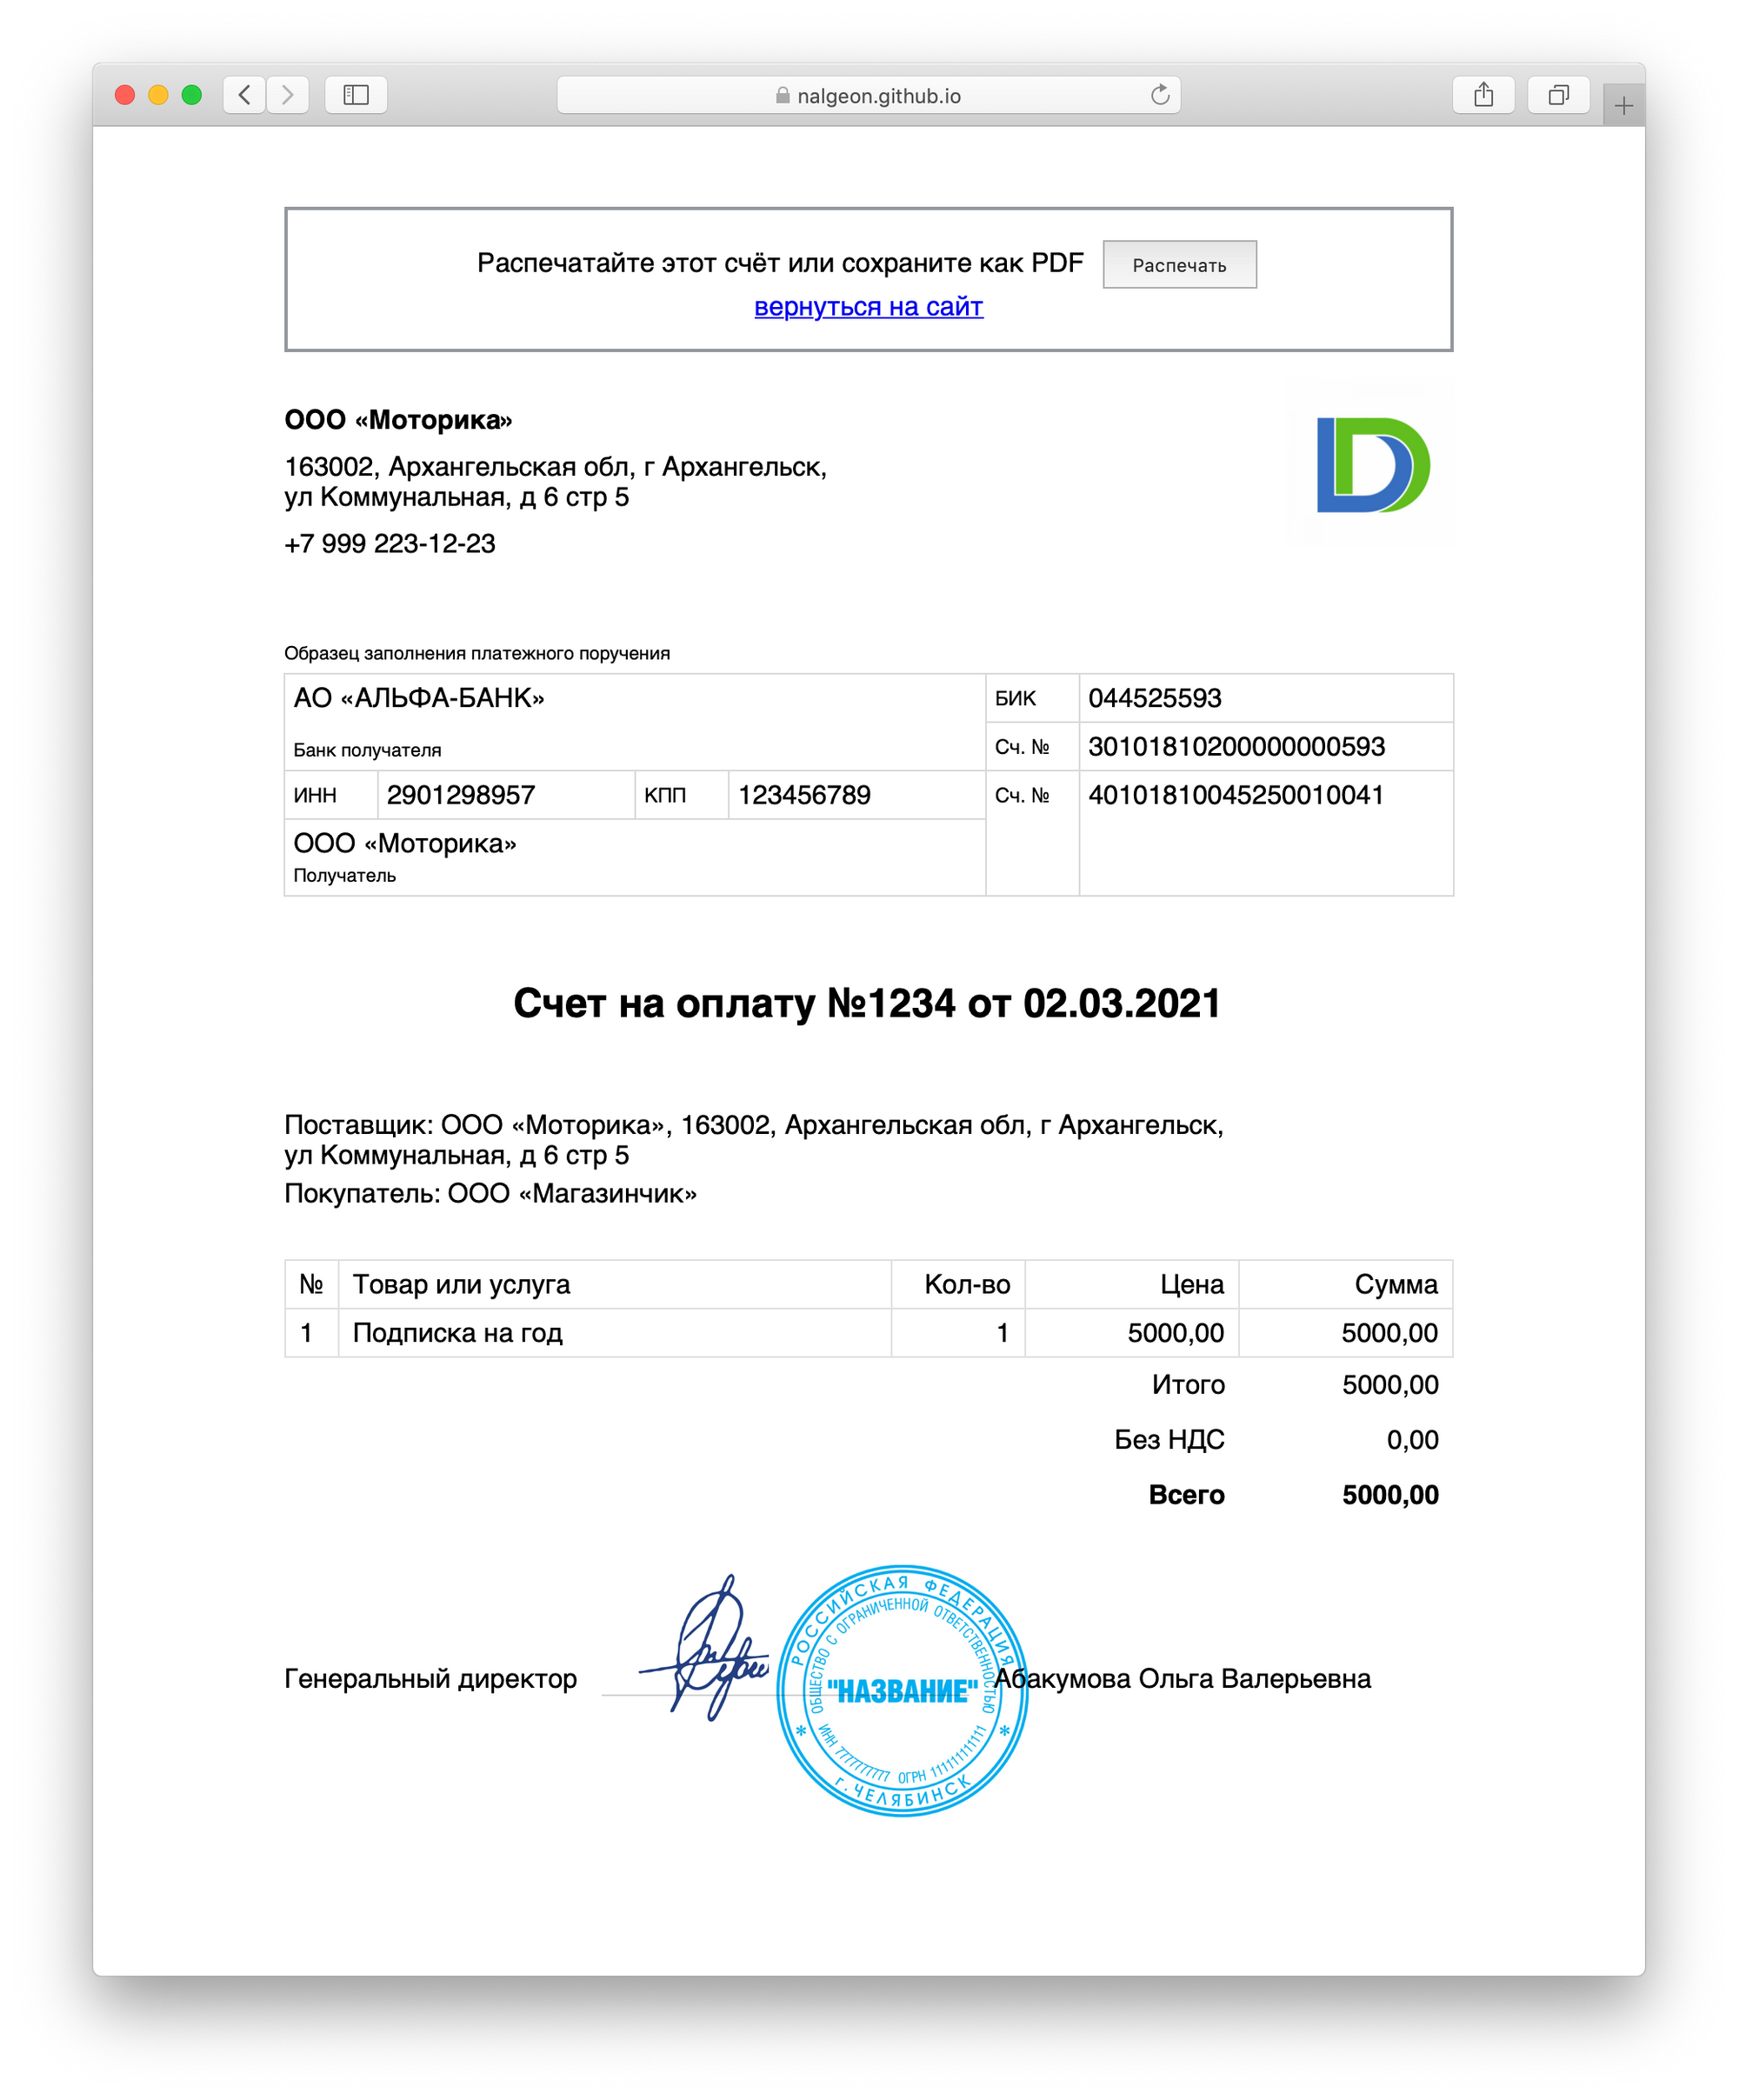 nalgeon.github.io
Распечатайте этот счёт или сохраните как PDF Распечать
вернуться на сайт
ООО «Моторика»
163002, Архангельская обл, г Архангельск,
ул Коммунальная, д 6 стр 5
+7 999 223-12-23
Образец заполнения платежного поручения
АО «АЛЬФА-БАНК» БИК 044525593
Банк получателя Сч. № 30101810200000000593
ИНН 2901298957 КПП 123456789 Сч. № 40101810045250010041
ООО «Моторика»
Получатель
Счет на оплату №1234 от 02.03.2021
Поставщик: ООО «Моторика», 163002, Архангельская обл, г Архангельск,
ул Коммунальная, д 6 стр 5
Покупатель: ООО «Магазинчик»
№ Товар или услуга Кол-во Цена Сумма
1 Подписка на год 1 5000,00 5000,00
Итого 5000,00
Без НДС 0,00
Всего 5000,00
Генеральный директор Абакумова Ольга Валерьевна
РОССИЙСКАЯ ФЕДЕРАЦИЯ
ОБЩЕСТВО С ОГРАНИЧЕННОЙ ОТВЕТСТВЕННОСТЬЮ
"НАЗВАНИЕ"
ИНН 7777777777 ОГРН 1111111111111
г.ЧЕЛЯБИНСК